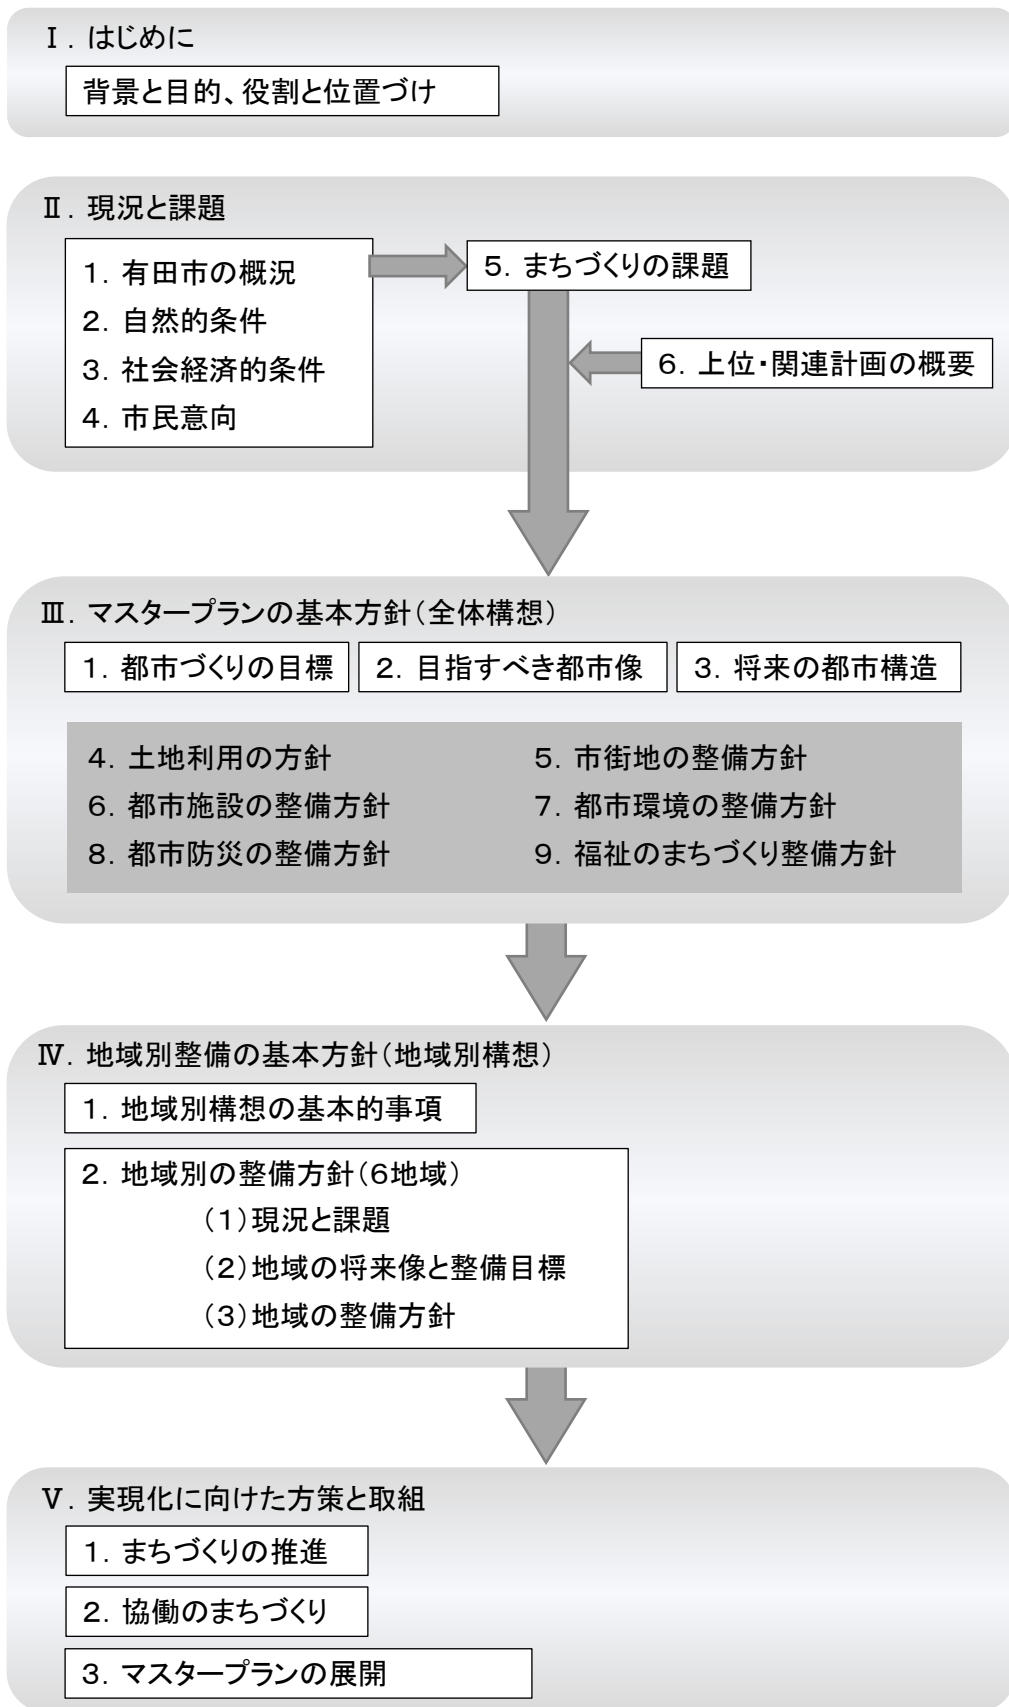 Ⅰ．はじめに
背景と目的、役割と位置づけ
Ⅱ．現況と課題
1．有田市の概況
2．自然的条件
3．社会経済的条件
4．市民意向
5．まちづくりの課題
6．上位・関連計画の概要
Ⅲ．マスタープランの基本方針（全体構想）
1．都市づくりの目標
2．目指すべき都市像
3．将来の都市構造
4．土地利用の方針
5．市街地の整備方針
6．都市施設の整備方針
7．都市環境の整備方針
8．都市防災の整備方針
9．福祉のまちづくり整備方針
Ⅳ．地域別整備の基本方針（地域別構想）
1．地域別構想の基本的事項
2．地域別の整備方針（6地域）
（1）現況と課題
（2）地域の将来像と整備目標
（3）地域の整備方針
Ⅴ．実現化に向けた方策と取組
1．まちづくりの推進
2．協働のまちづくり
3．マスタープランの展開